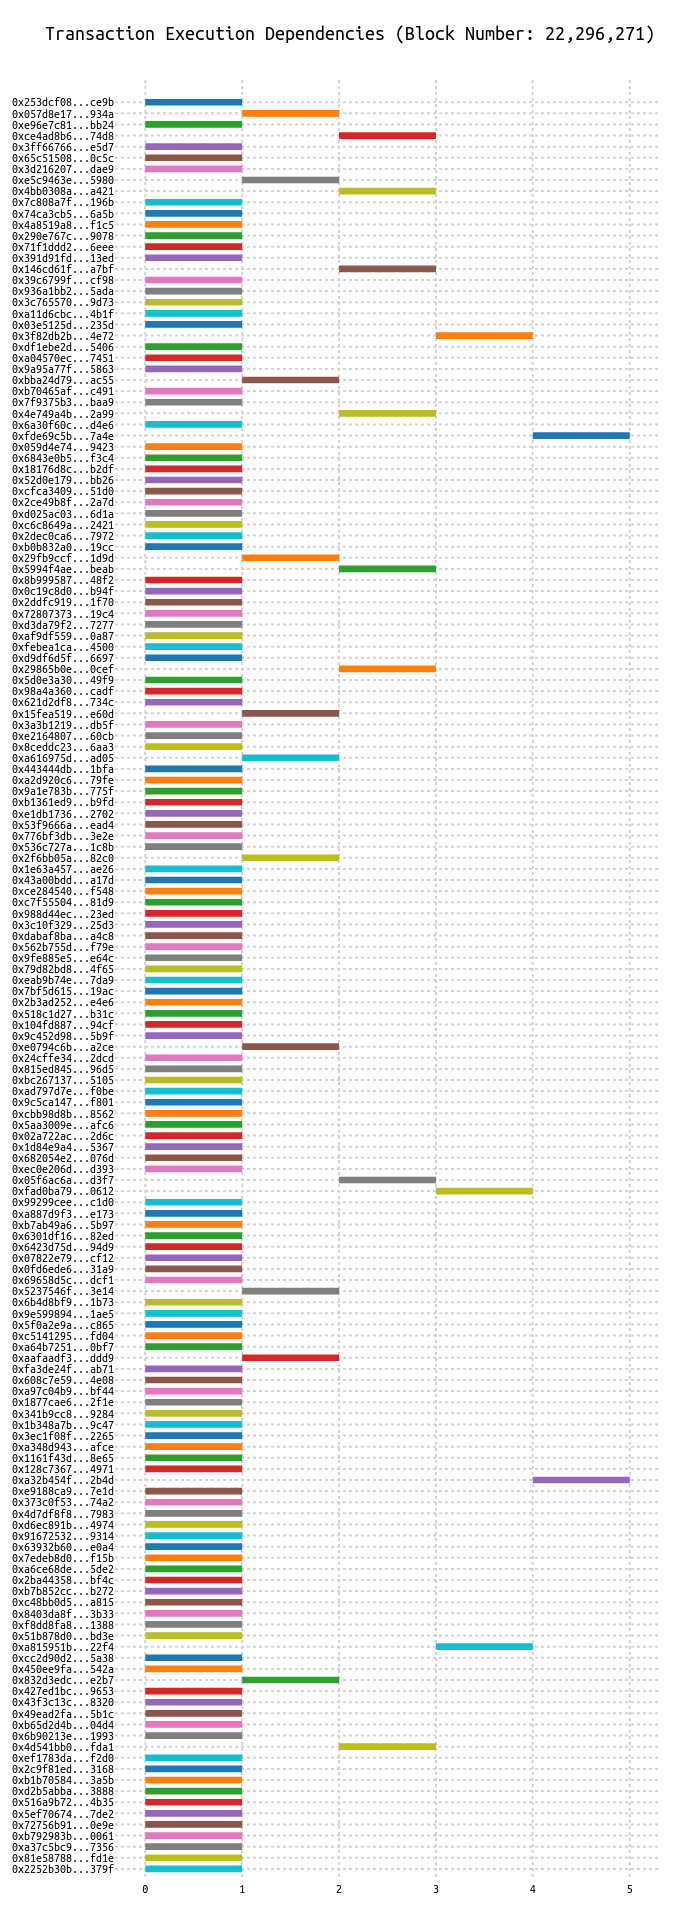 Transaction Execution Dependencies (Block Number: 22,296,271)
0x253dcf08...ce9b
0x057d8e17...934a
0xe96e7c81...bb24
0xce4ad8b6...74d8
0x3ff66766...e5d7
0x65c51508...0c5c
0x3d216207...dae9
0xe5c9463e...5980
0x4bb0308a...a421
0x7c808a7f...196b
0x74ca3cb5...6a5b
0x4a8519a8...f1c5
0x290e767c...9078
0x71f1ddd2...6eee
0x391d91fd...13ed
0x146cd61f...a7bf
0x39c6799f...cf98
0x936a1bb2...5ada
0x3c765570...9d73
0xa11d6cbc...4b1f
0x03e5125d...235d
0x3f82db2b...4e72
0xdf1ebe2d...5406
0xa04570ec...7451
0x9a95a77f...5863
0xbba24d79...ac55
0xb70465af...c491
0x7f9375b3...baa9
0x4e749a4b...2a99
0x6a30f60c...d4e6
0xfde69c5b...7a4e
0x059d4e74...9423
0x6843e0b5...f3c4
0x18176d8c...b2df
0x52d0e179...bb26
0xcfca3409...51d0
0x2ce49b8f...2a7d
0xd025ac03...6d1a
0xc6c8649a...2421
0x2dec0ca6...7972
0xb0b832a0...19cc
0x29fb9ccf...1d9d
0x5994f4ae...beab
0x8b999587...48f2
0x0c19c8d0...b94f
0x2ddfc919...1f70
0x72807373...19c4
0xd3da79f2...7277
0xaf9df559...0a87
0xfebea1ca...4500
0xd9df6d5f...6697
0x29865b0e...0cef
0x5d0e3a30...49f9
0x98a4a360...cadf
0x621d2df8...734c
0x15fea519...e60d
0x3a3b1219...db5f
0xe2164807...60cb
0x8ceddc23...6aa3
0xa616975d...ad05
0x443444db...1bfa
0xa2d920c6...79fe
0x9a1e783b...775f
0xb1361ed9...b9fd
0xe1db1736...2702
0x53f9666a...ead4
0x776bf3db...3e2e
0x536c727a...1c8b
0x2f6bb05a...82c0
0x1e63a457...ae26
0x43a00bdd...a17d
0xce284540...f548
0xc7f55504...81d9
0x988d44ec...23ed
0x3c10f329...25d3
0xdabaf8ba...a4c8
0x562b755d...f79e
0x9fe885e5...e64c
0x79d82bd8...4f65
0xeab9b74e...7da9
0x7bf5d615...19ac
0x2b3ad252...e4e6
0x518c1d27...b31c
0x104fd887...94cf
0x9c452d98...5b9f
0xe0794c6b...a2ce
0x24cffe34...2dcd
0x815ed845...96d5
0xbc267137...5105
0xad797d7e...f0be
0x9c5ca147...f801
0xcbb98d8b...8562
0x5aa3009e...afc6
0x02a722ac...2d6c
0x1d84e9a4...5367
0x682054e2...076d
0xec0e206d...d393
0x05f6ac6a...d3f7
0xfad0ba79...0612
0x99299cee...c1d0
0xa887d9f3...e173
0xb7ab49a6...5b97
0x6301df16...82ed
0x6423d75d...94d9
0x07822e79...cf12
0x0fd6ede6...31a9
0x69658d5c...dcf1
0x5237546f...3e14
0x6b4d8bf9...1b73
0x9e599894...1ae5
0x5f0a2e9a...c865
0xc5141295...fd04
0xa64b7251...0bf7
0xaafaadf3...ddd9
0xfa3de24f...ab71
0x608c7e59...4e08
0xa97c04b9...bf44
0x1877cae6...2f1e
0x341b9cc8...9284
0x1b348a7b...9c47
0x3ec1f08f...2265
0xa348d943...afce
0x1161f43d...8e65
0x128c7367...4971
0xa32b454f...2b4d
0xe9188ca9...7e1d
0x373c0f53...74a2
0x4d7df8f8...7983
0xd6ec891b...4974
0x91672532...9314
0x63932b60...e0a4
0x7edeb8d0...f15b
0xa6ce68de...5de2
0x2ba44358...bf4c
0xb7b852cc...b272
0xc48bb0d5...a815
0x8403da8f...3b33
0xf8dd8fa8...1388
0x51b878d0...bd3e
0xa815951b...22f4
0xcc2d90d2...5a38
0x450ee9fa...542a
0x832d3edc...e2b7
0x427ed1bc...9653
0x43f3c13c...8320
0x49ead2fa...5b1c
0xb65d2d4b...04d4
0x6b90213e...1993
0x4d541bb0...fda1
0xef1783da...f2d0
0x2c9f81ed...3168
0xb1b70584...3a5b
0xd2b5abba...3888
0x516a9b72...4b35
0x5ef70674...7de2
0x72756b91...0e9e
0xb792983b...0061
0xa37c5bc9...7356
0x81e58788...fd1e
0x2252b30b...379f
0 1 2 3 4 5